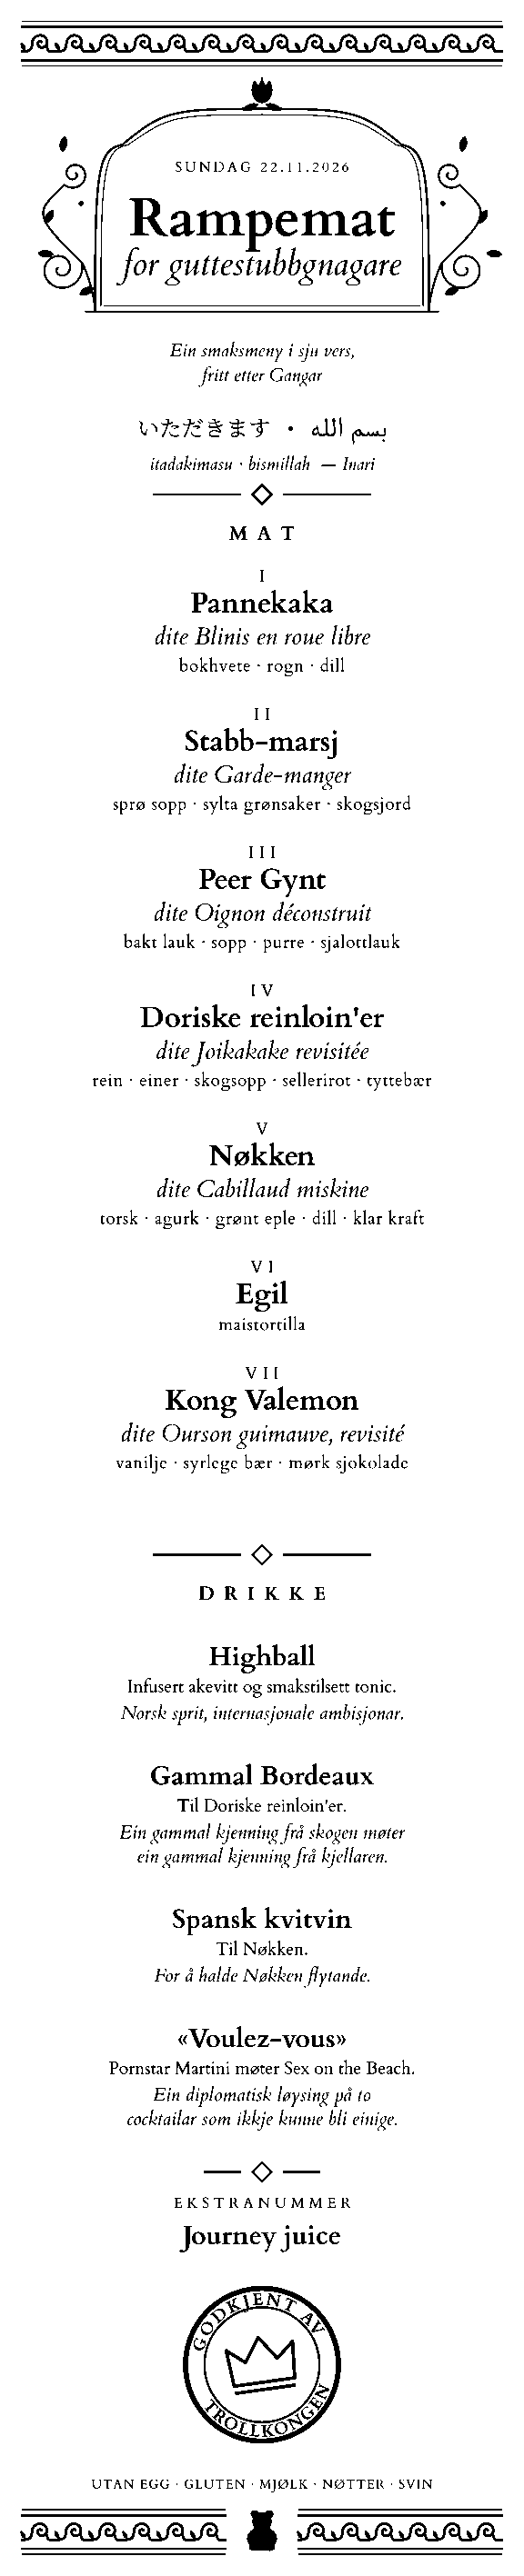 SUNDAG 22.11.2026
Rampemat
for guttestubbgnagare
Ein smaksmeny i sju vers,
fritt etter Gangar
いただきます · بسم الله
itadakimasu · bismillah — Inari
MAT
I
Pannekaka
dite Blinis en roue libre
bokhvete · rogn · dill
II
Stabb-marsj
dite Garde-manger
sprø sopp · sylta grønsaker · skogsjord
III
Peer Gynt
dite Oignon déconstruit
bakt lauk · sopp · purre · sjalottlauk
IV
Doriske reinloin'er
dite Joikakake revisitée
rein · einer · skogsopp · sellerirot · tyttebær
V
Nøkken
dite Cabillaud miskine
torsk · agurk · grønt eple · dill · klar kraft
VI
Egil
maistortilla
VII
Kong Valemon
dite Ourson guimauve, revisité
vanilje · syrlege bær · mørk sjokolade
DRIKKE
Highball
Infusert akevitt og smakstilsett tonic.
Norsk sprit, internasjonale ambisjonar.
Gammal Bordeaux
Til Doriske reinloin'er.
Ein gammal kjenning frå skogen møter
ein gammal kjenning frå kjellaren.
Spansk kvitvin
Til Nøkken.
For å halde Nøkken flytande.
«Voulez-vous»
Pornstar Martini møter Sex on the Beach.
Ein diplomatisk løysing på to
cocktailar som ikkje kunne bli einige.
EKSTRANUMMER
Journey juice
GODKJENT AV
TROLLKONGEN
UTAN EGG · GLUTEN · MJØLK · NØTTER · SVIN